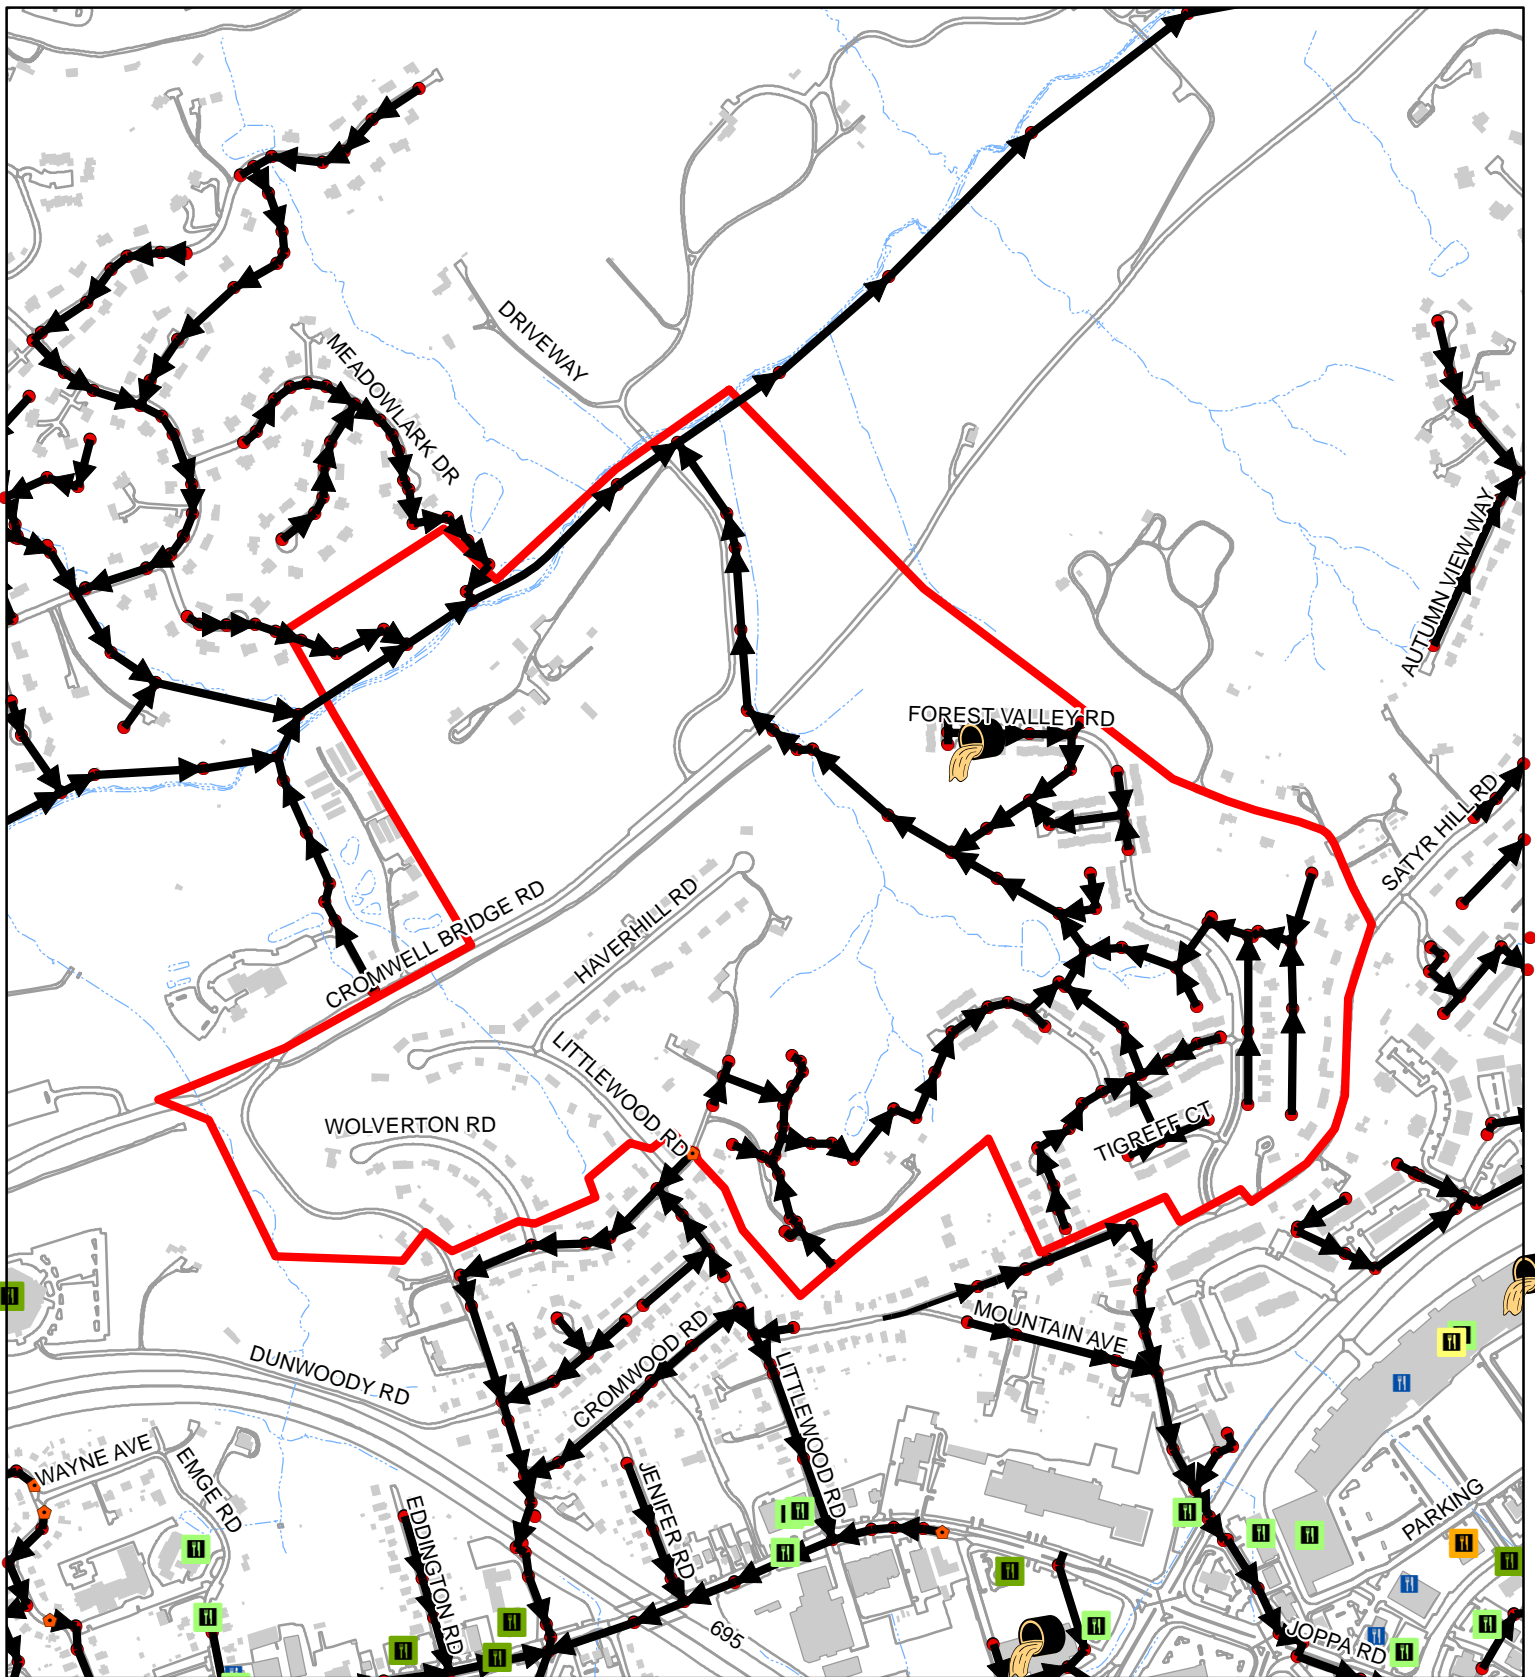 DRIVEWAY
MEADOWLARK DR
AUTUMN VIEW WAY
FOREST VALLEY RD
SATYR HILL RD
CROMWELL BRIDGE RD
HAVERHILL RD
LITTLEWOOD RD
WOLVERTON RD
TIGREFF CT
MOUNTAIN AVE
DUNWOODY RD
CROMWOOD RD
LITTLEWOOD RD
WAYNE AVE
EMGE RD
JENIFER RD
EDDINGTON RD
PARKING
695
JOPPA RD